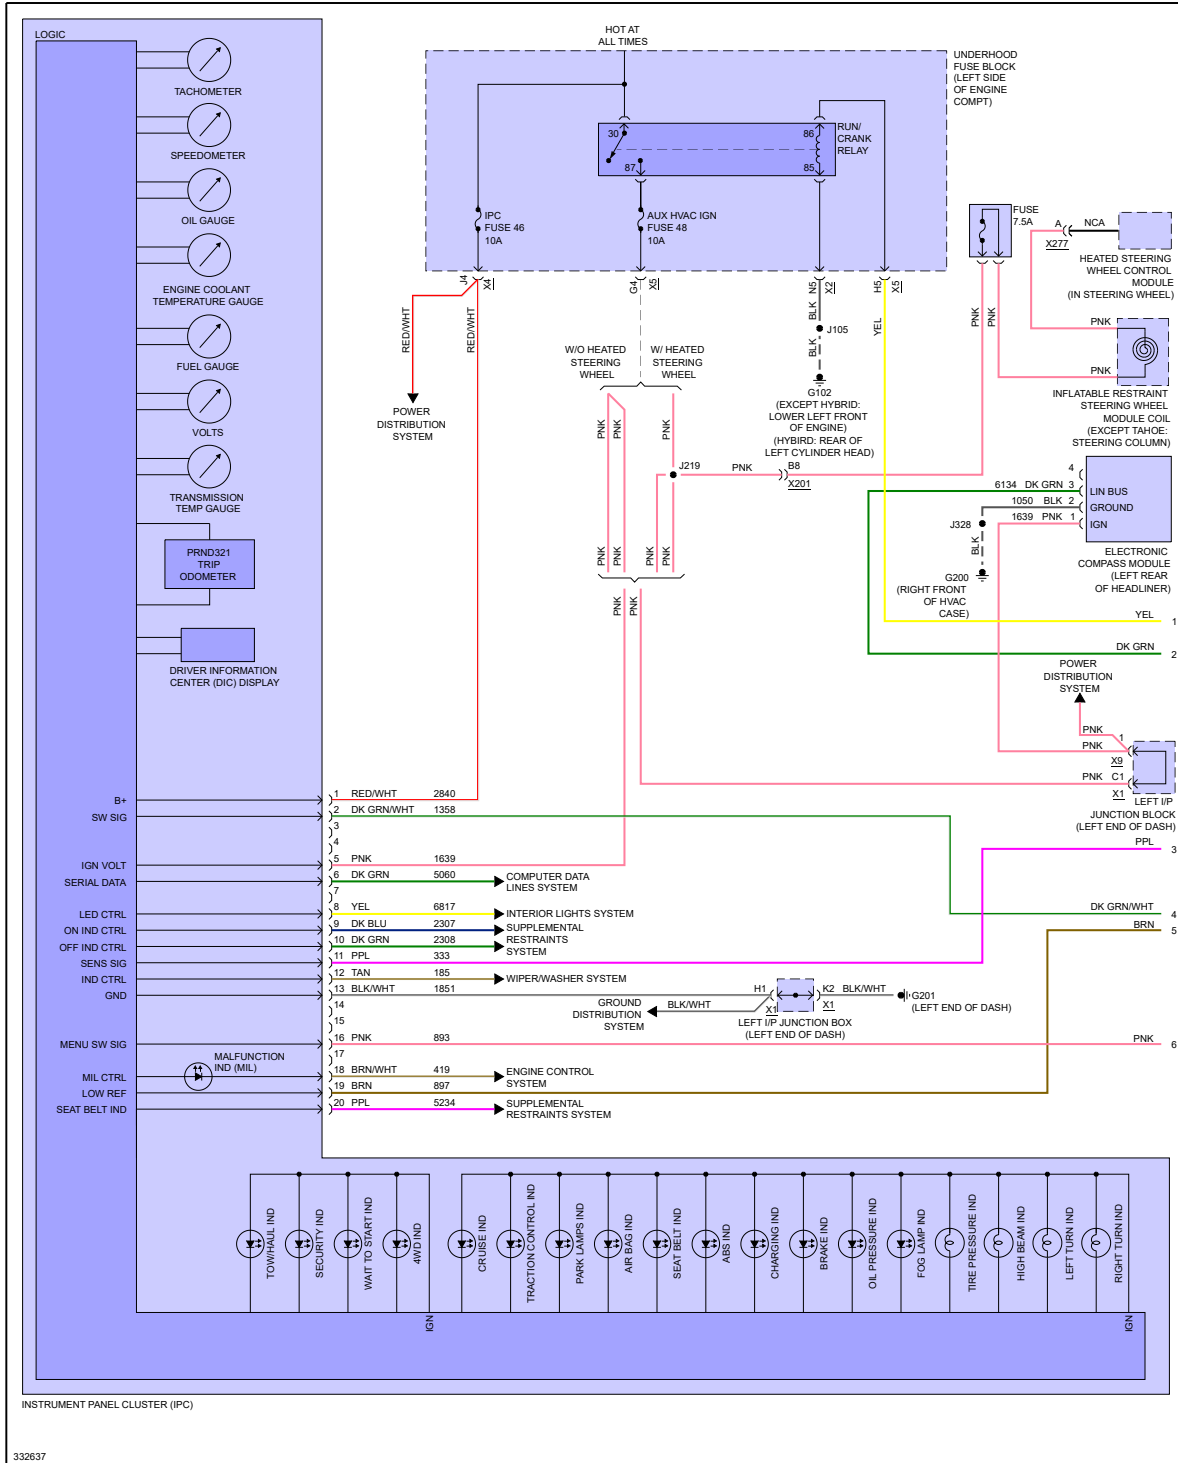 LOGIC
TACHOMETER
SPEEDOMETER
OIL GAUGE
ENGINE COOLANT
TEMPERATURE GAUGE
FUEL GAUGE
VOLTS
TRANSMISSION
TEMP GAUGE
PRND321
TRIP
ODOMETER
DRIVER INFORMATION
CENTER (DIC) DISPLAY
HOT AT
ALL TIMES
UNDERHOOD
FUSE BLOCK
(LEFT SIDE
OF ENGINE
COMPT)
30
87
86
85
RUN/
CRANK
RELAY
IPC
FUSE 46
10A
AUX HVAC IGN
FUSE 48
10A
J4
X4
G4
X5
N5
X2
H5
X5
RED/WHT
RED/WHT
POWER
DISTRIBUTION
SYSTEM
W/O HEATED
STEERING
WHEEL
W/ HEATED
STEERING
WHEEL
BLK
J105
BLK
G102
(EXCEPT HYBRID:
LOWER LEFT FRONT
OF ENGINE)
(HYBIRD: REAR OF
LEFT CYLINDER HEAD)
YEL
PNK
PNK
PNK
J219
PNK
B8
X201
PNK
PNK
PNK
PNK
PNK
PNK
FUSE
7.5A
PNK
PNK
A
X277
NCA
HEATED STEERING
WHEEL CONTROL
MODULE
(IN STEERING WHEEL)
PNK
PNK
INFLATABLE RESTRAINT
STEERING WHEEL
MODULE COIL
(EXCEPT TAHOE:
STEERING COLUMN)
4
6134 DK GRN 3 LIN BUS
1050 BLK 2 GROUND
1639 PNK 1 IGN
J328
BLK
G200
(RIGHT FRONT
OF HVAC
CASE)
ELECTRONIC
COMPASS MODULE
(LEFT REAR
OF HEADLINER)
YEL 1
DK GRN 2
POWER
DISTRIBUTION
SYSTEM
PNK 1
PNK
X9
PNK C1
X1
LEFT I/P
JUNCTION BLOCK
(LEFT END OF DASH)
PPL 3
DK GRN/WHT 4
BRN 5
PNK 6
B+ 1 RED/WHT 2840
SW SIG 2 DK GRN/WHT 1358
3
4
IGN VOLT 5 PNK 1639
SERIAL DATA 6 DK GRN 5060
COMPUTER DATA
LINES SYSTEM
7
LED CTRL 8 YEL 6817 INTERIOR LIGHTS SYSTEM
ON IND CTRL 9 DK BLU 2307
OFF IND CTRL 10 DK GRN 2308
SUPPLEMENTAL
RESTRAINTS
SYSTEM
SENS SIG 11 PPL 333
IND CTRL 12 TAN 185 WIPER/WASHER SYSTEM
GND 13 BLK/WHT 1851
14
15
GROUND
DISTRIBUTION
SYSTEM
BLK/WHT
H1
X1
K2
X1
BLK/WHT
G201
(LEFT END OF DASH)
LEFT I/P JUNCTION BOX
(LEFT END OF DASH)
MENU SW SIG 16 PNK 893
17
MALFUNCTION
IND (MIL)
MIL CTRL 18 BRN/WHT 419
ENGINE CONTROL
SYSTEM
LOW REF 19 BRN 897
SEAT BELT IND 20 PPL 5234
SUPPLEMENTAL
RESTRAINTS SYSTEM
TOW/HAUL IND
SECURITY IND
WAIT TO START IND
4WD IND
IGN
CRUISE IND
TRACTION CONTROL IND
PARK LAMPS IND
AIR BAG IND
SEAT BELT IND
ABS IND
CHARGING IND
BRAKE IND
OIL PRESSURE IND
FOG LAMP IND
TIRE PRESSURE IND
HIGH BEAM IND
LEFT TURN IND
RIGHT TURN IND
IGN
INSTRUMENT PANEL CLUSTER (IPC)
332637